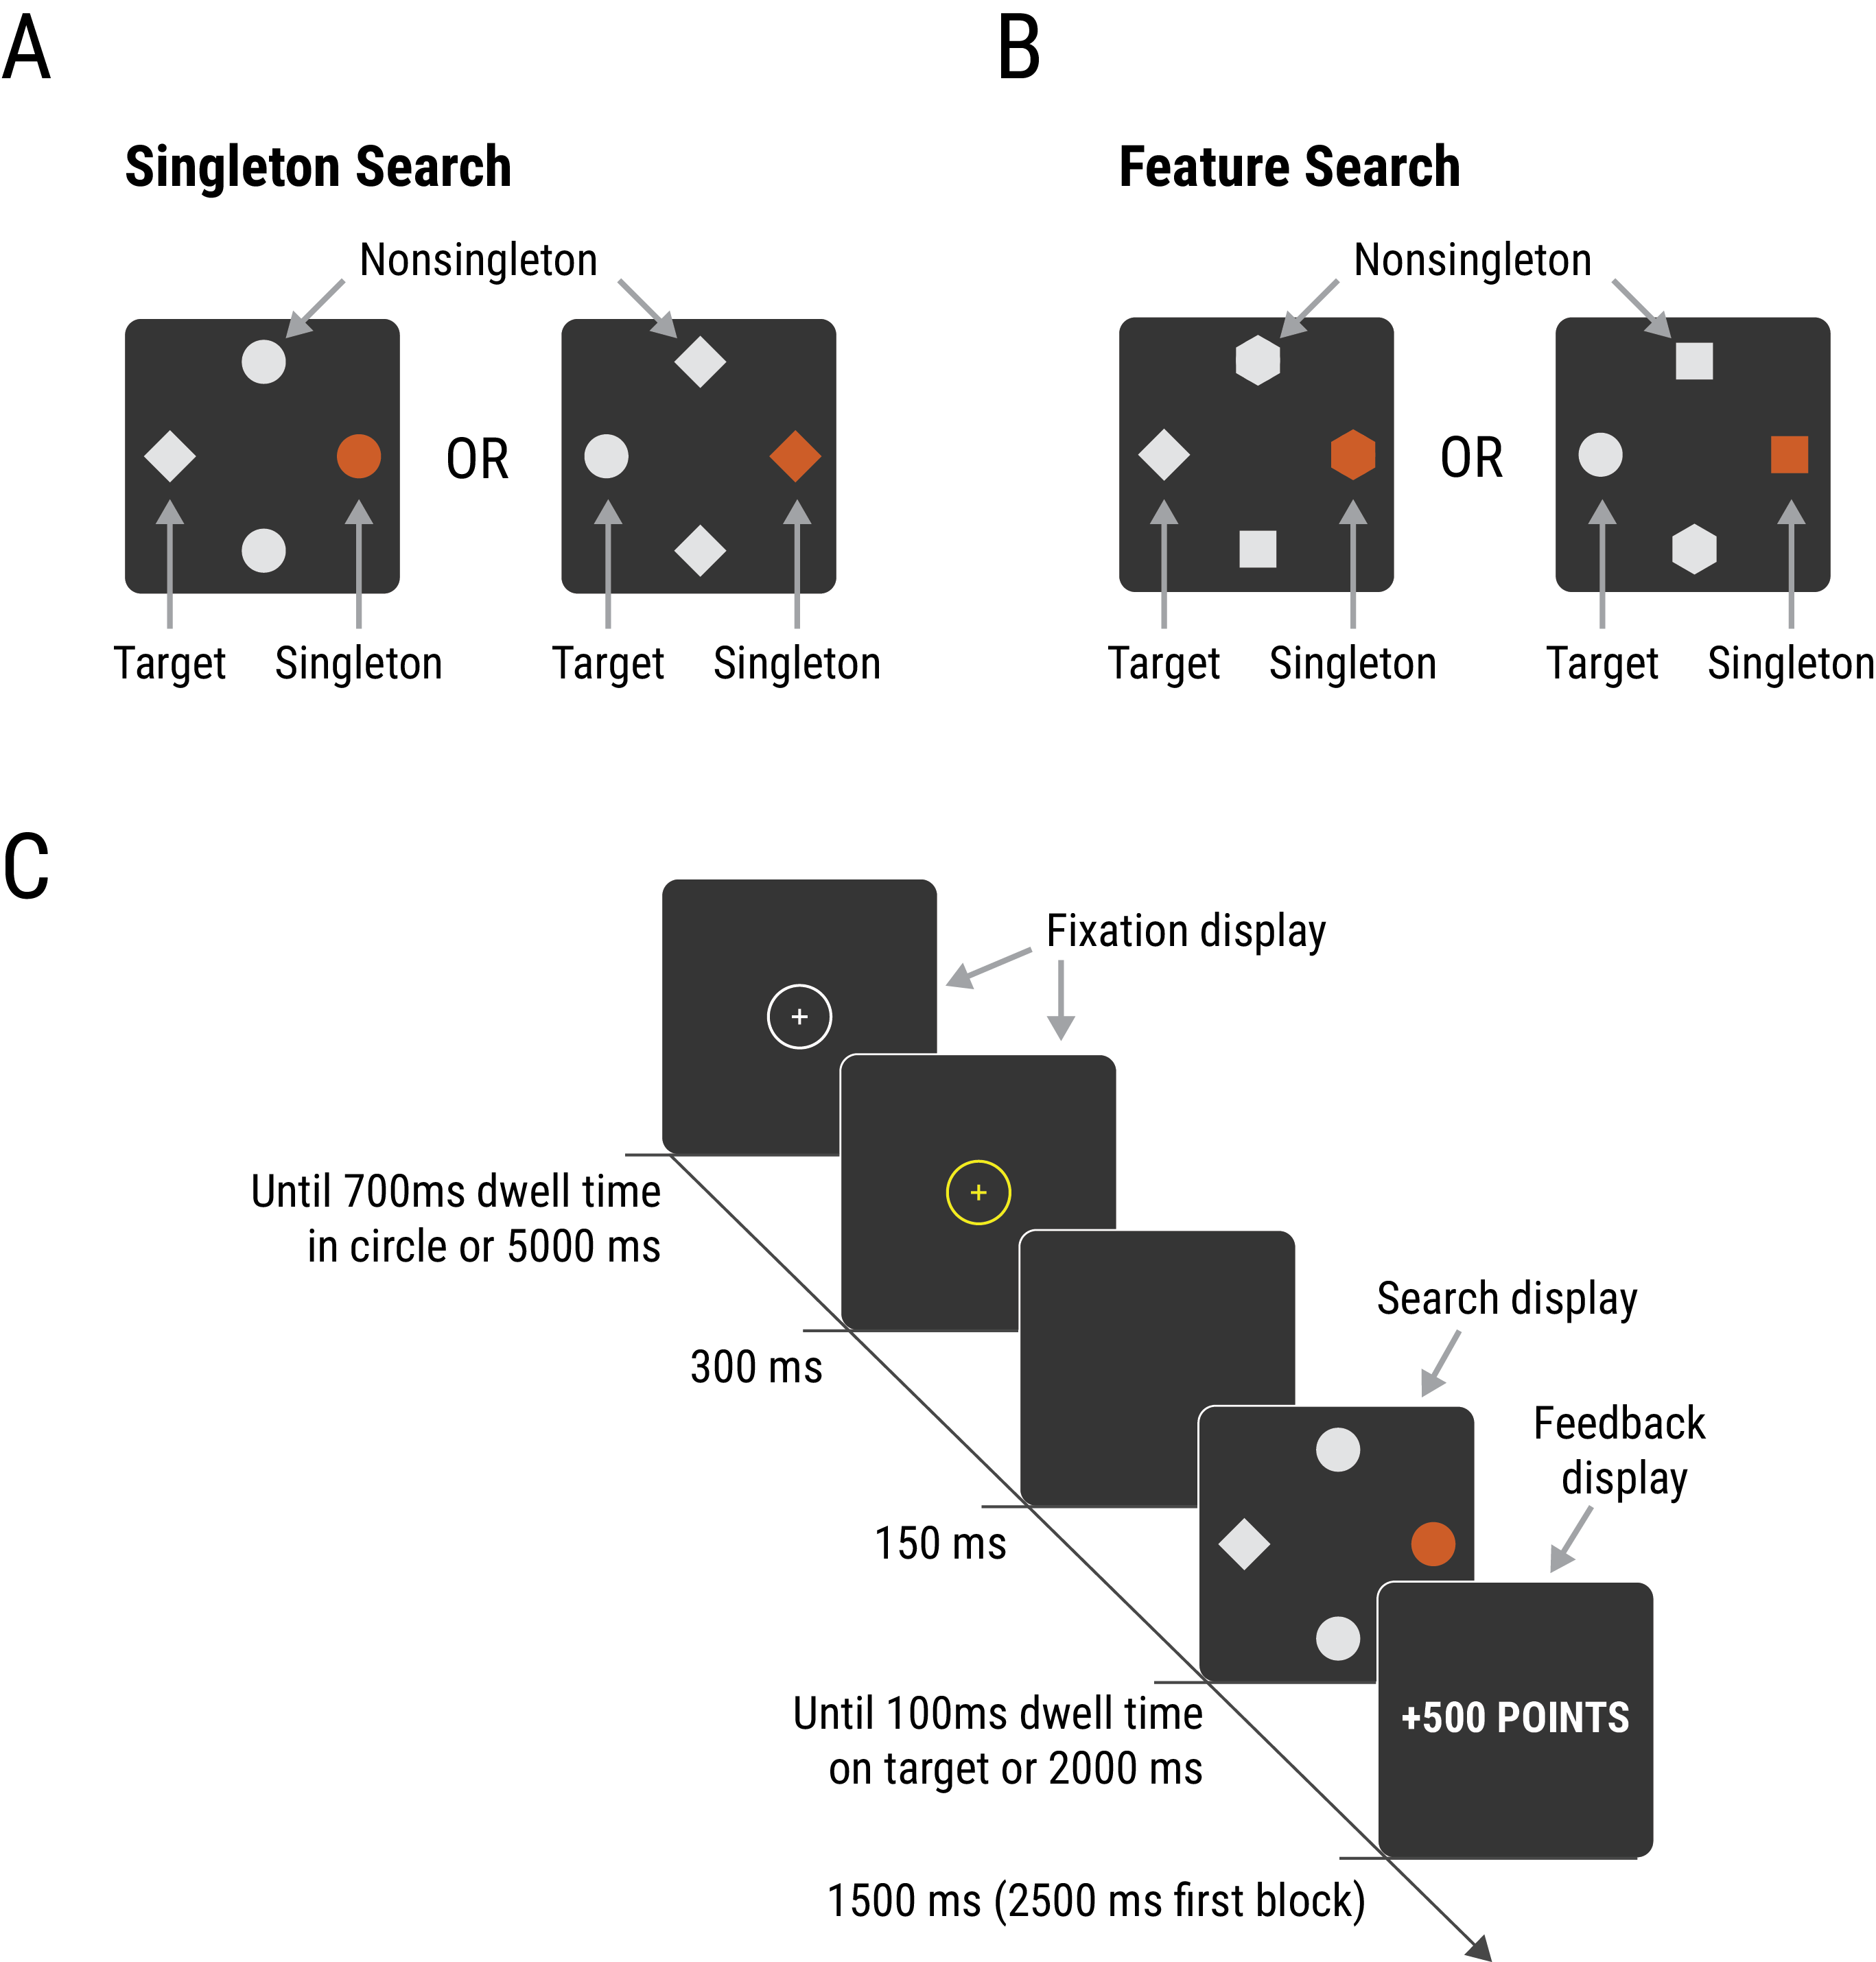 A
B
Singleton Search
Feature Search
Nonsingleton
Nonsingleton
OR
OR
Target
Singleton
Target
Singleton
Target
Singleton
Target
Singleton
C
Fixation display
Until 700ms dwell time
in circle or 5000 ms
Search display
300 ms
Feedback
display
150 ms
Until 100ms dwell time
on target or 2000 ms
+500 POINTS
1500 ms (2500 ms first block)